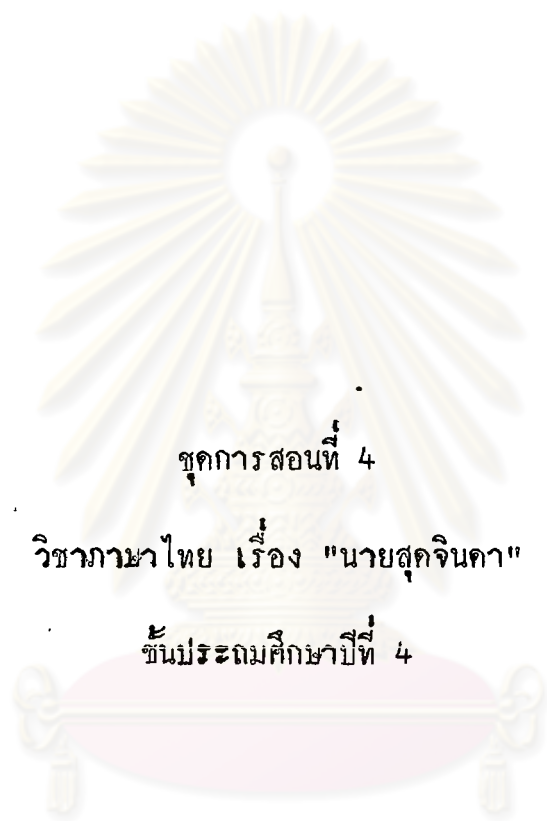 ชุดการสอนที่ 4
วิชาภาษาไทย เรื่อง "นายสุดจินดา"
ชั้นประถมศึกษาปีที่ 4